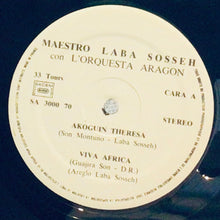 MAESTRO LABA SOSSEH
con L'ORQUESTA ARAGON
33 Tours
CARA A
SA 3000 70
STEREO
AKOGUIN THERESA
(Son Montuno - Laba Sosseh)
VIVA AFRICA
(Guajira Son - D.R.)
(Areglo Laba Sosseh)